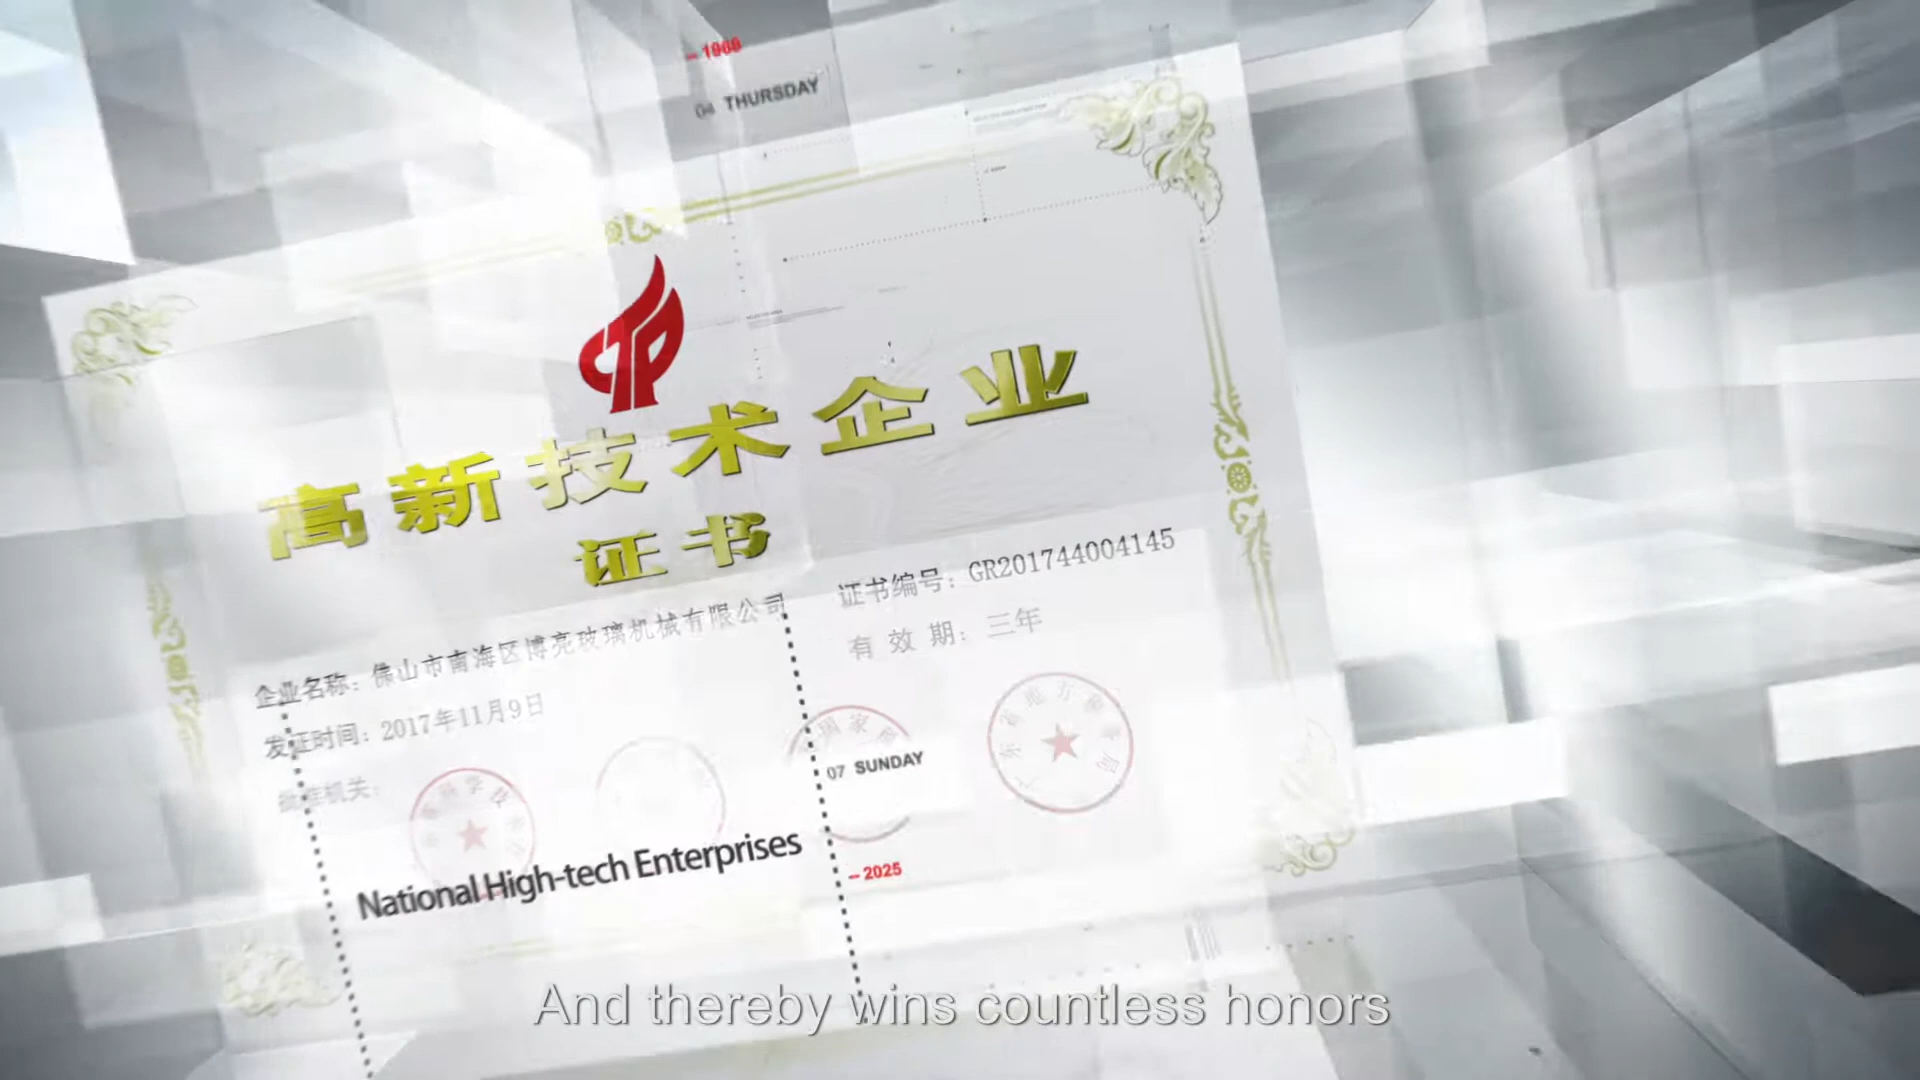 – 1966
04 THURSDAY
高新技术企业
证书
企业名称：佛山市南海区博亮玻璃机械有限公司
证书编号：GR201744004145
发证时间：2017年11月9日
有 效 期：三年
批准机关：
07 SUNDAY
– 2025
National High-tech Enterprises
And thereby wins countless honors